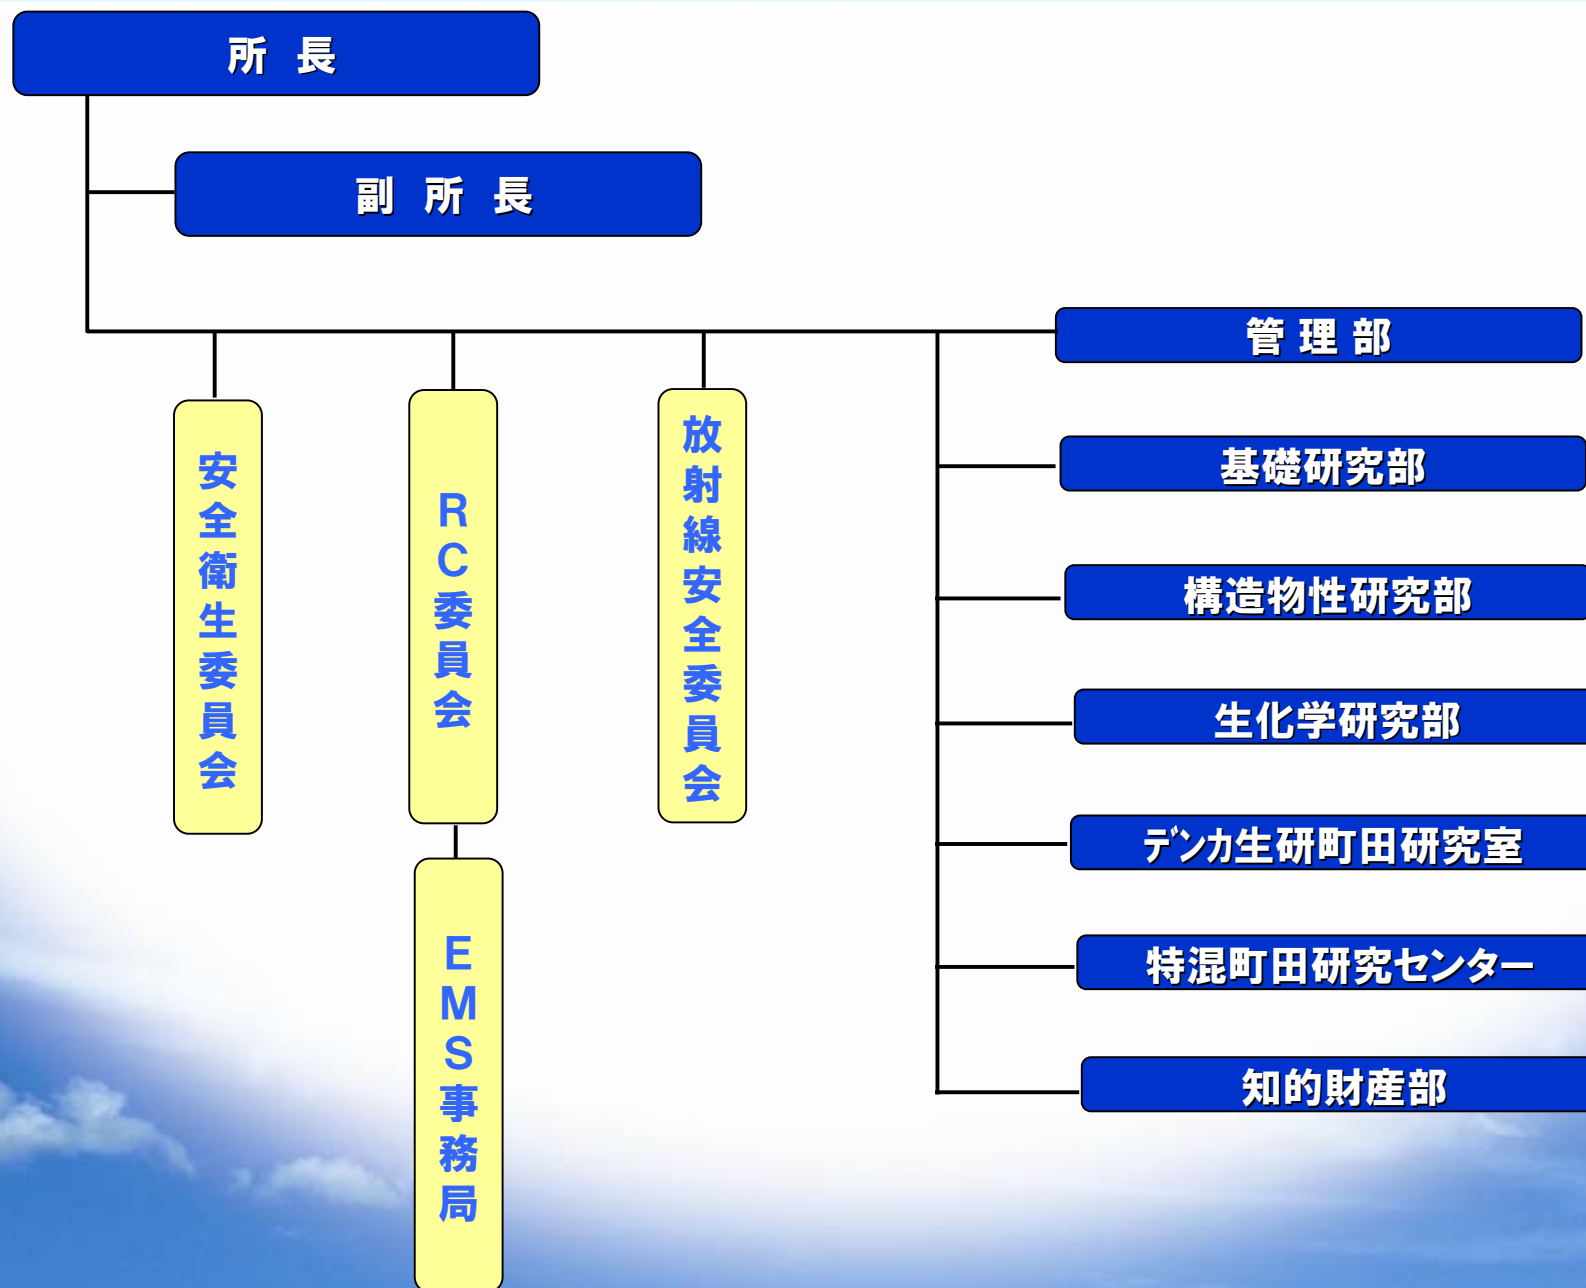 所 長
副 所 長
管 理 部
基礎研究部
構造物性研究部
生化学研究部
デンカ生研町田研究室
特混町田研究センター
知的財産部
安全衛生委員会
RC委員会
放射線安全委員会
EMS事務局